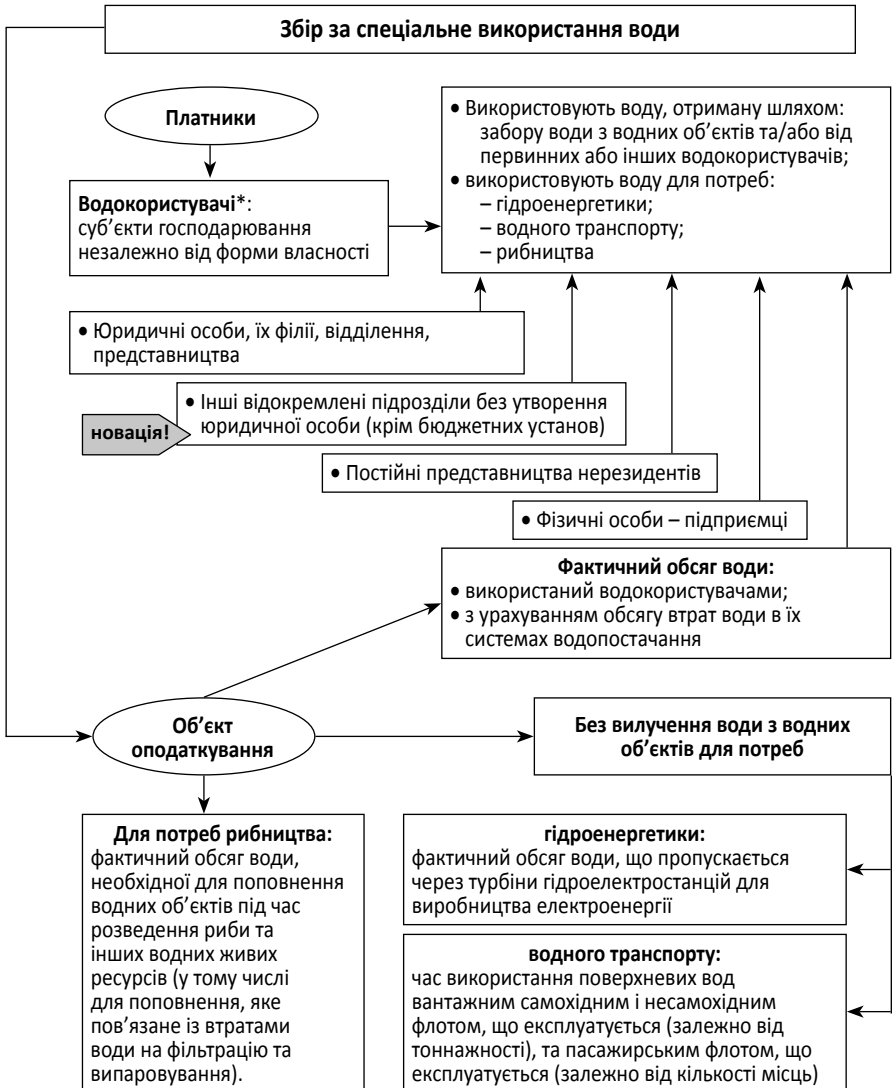 Збір за спеціальне використання води
Платники
Водокористувачі*:
суб’єкти господарювання
незалежно від форми власності
• Використовують воду, отриману шляхом:
забору води з водних об’єктів та/або від
первинних або інших водокористувачів;
• використовують воду для потреб:
– гідроенергетики;
– водного транспорту;
– рибництва
• Юридичні особи, їх філії, відділення,
представництва
новація!
• Інші відокремлені підрозділи без утворення
юридичної особи (крім бюджетних установ)
• Постійні представництва нерезидентів
• Фізичні особи – підприємці
Фактичний обсяг води:
• використаний водокористувачами;
• з урахуванням обсягу втрат води в їх
системах водопостачання
Об’єкт
оподаткування
Без вилучення води з водних
об’єктів для потреб
Для потреб рибництва:
фактичний обсяг води,
необхідної для поповнення
водних об’єктів під час
розведення риби та
інших водних живих
ресурсів (у тому числі
для поповнення, яке
пов’язане із втратами
води на фільтрацію та
випаровування).
гідроенергетики:
фактичний обсяг води, що пропускається
через турбіни гідроелектростанцій для
виробництва електроенергії
водного транспорту:
час використання поверхневих вод
вантажним самохідним і несамохідним
флотом, що експлуатується (залежно від
тоннажності), та пасажирським флотом, що
експлуатується (залежно від кількості місць)